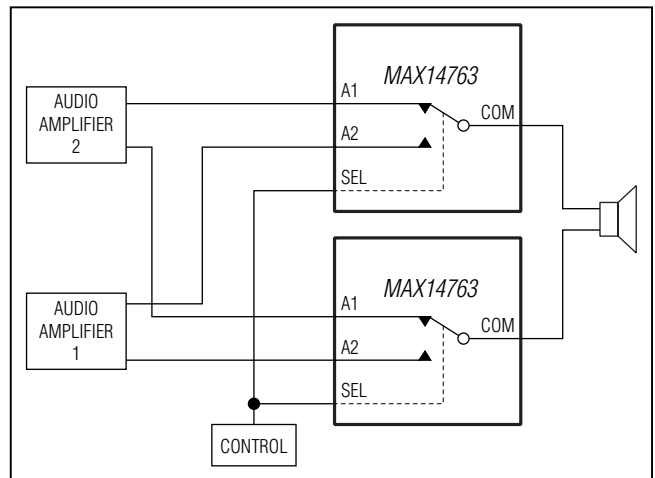 MAX14763
AUDIO
AMPLIFIER
2
A1
COM
A2
SEL
MAX14763
AUDIO
AMPLIFIER
1
A1
COM
A2
SEL
CONTROL